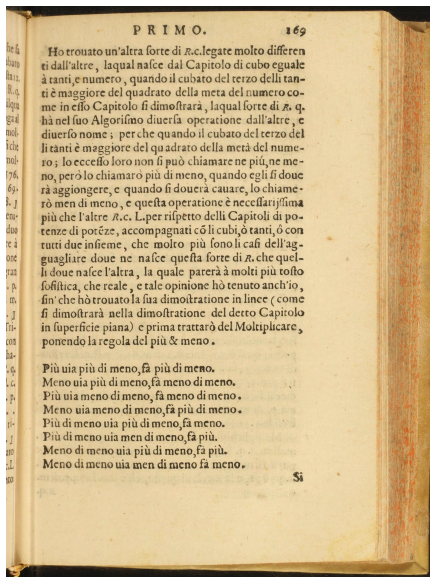 PRIMO. 169
Ho trouato un'altra sorte di R.c.legate molto differen
ti dall'altre, laqual nasce dal Capitolo di cubo eguale
à tanti,e numero, quando il cubato del terzo delli tan-
ti è maggiore del quadrato della meta del numero co-
me in esso Capitolo si dimostrarà, laqual sorte di R. q.
hà nel suo Algorismo diuersa operatione dall'altre, e
diuerso nome; perche quando il cubato del terzo del
li tanti è maggiore del quadrato della metà del nume-
ro; lo eccesso loro non si può chiamare ne più, ne me-
no, però lo chiamarò più di meno, quando egli si doue
rà aggiongere, e quando si douerà cauare, lo chiame-
rò men di meno, e questa operatione è necessarijssima
più che l'altre R.c. L.per rispetto delli Capitoli di po-
tenze di potẽze, accompagnati cõ li cubi,ò tanti, ò con
tutti due insieme, che molto più sono li casi dell'ag-
guagliare doue ne nasce questa sorte di R. che quel-
li doue nasce l'altra, la quale parerà à molti più tosto
sofistica, che reale, e tale opinione hò tenuto anch'io,
sin' che hò trouato la sua dimostratione in linee (come
si dimostrarà nella dimostratione del detto Capitolo
in superficie piana) e prima trattarò del Moltiplicare,
ponendo la regola del più & meno.
Più uia più di meno,fà più di meno.
Meno uia più di meno,fà meno di meno.
Più uia meno di meno, fà meno di meno.
Meno uia meno di meno,fà più di meno.
Più di meno uia più di meno,fà meno.
Più di meno uia men di meno,fà più.
Meno di meno uia più di meno,fà più.
Meno di meno uia men di meno fà meno.
Si